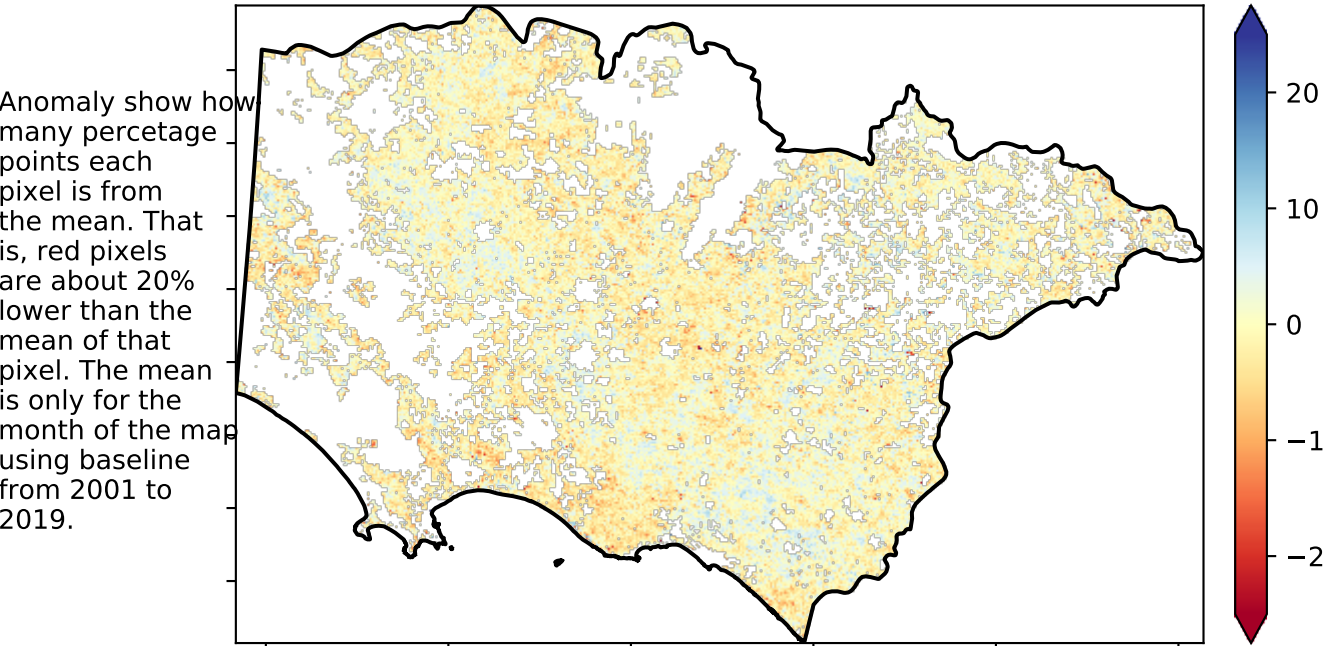 Anomaly show how
many percetage
points each
pixel is from
the mean. That
is, red pixels
are about 20%
lower than the
mean of that
pixel. The mean
is only for the
month of the map
using baseline
from 2001 to
2019.
20
10
0
−1
−2